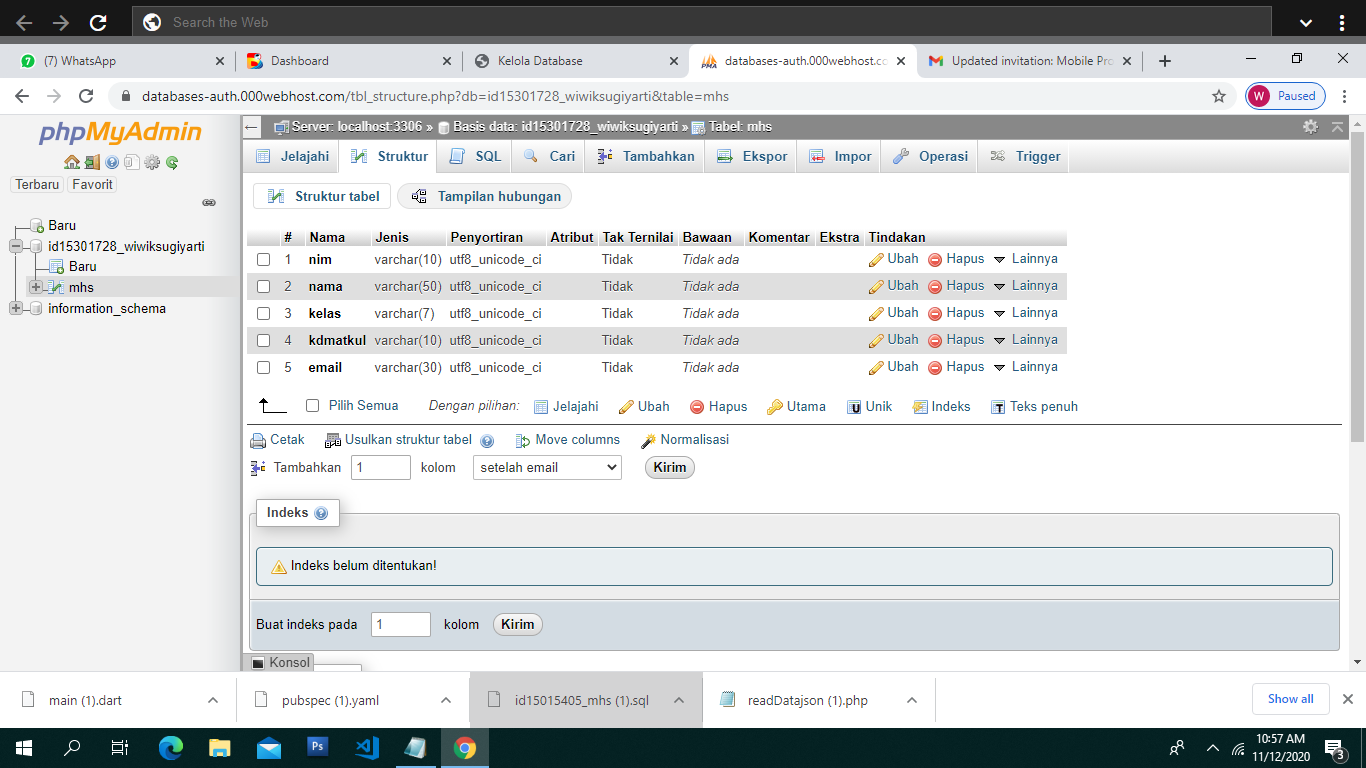 Search the Web
(7) WhatsApp
Dashboard
Kelola Database
databases-auth.000webhost.co
Updated invitation: Mobile Pro
databases-auth.000webhost.com/tbl_structure.php?db=id15301728_wiwiksugiyarti&table=mhs
W Paused
phpMyAdmin
Terbaru Favorit
Baru
id15301728_wiwiksugiyarti
Baru
mhs
information_schema
Server: localhost:3306 » Basis data: id15301728_wiwiksugiyarti » Tabel: mhs
Jelajahi Struktur SQL Cari Tambahkan Ekspor Impor Operasi Trigger
Struktur tabel Tampilan hubungan
# Nama Jenis Penyortiran Atribut Tak Ternilai Bawaan Komentar Ekstra Tindakan
1 nim varchar(10) utf8_unicode_ci Tidak Tidak ada Ubah Hapus Lainnya
2 nama varchar(50) utf8_unicode_ci Tidak Tidak ada Ubah Hapus Lainnya
3 kelas varchar(7) utf8_unicode_ci Tidak Tidak ada Ubah Hapus Lainnya
4 kdmatkul varchar(10) utf8_unicode_ci Tidak Tidak ada Ubah Hapus Lainnya
5 email varchar(30) utf8_unicode_ci Tidak Tidak ada Ubah Hapus Lainnya
Pilih Semua Dengan pilihan: Jelajahi Ubah Hapus Utama Unik Indeks Teks penuh
Cetak Usulkan struktur tabel Move columns Normalisasi
Tambahkan 1 kolom setelah email Kirim
Indeks
Indeks belum ditentukan!
Buat indeks pada 1 kolom Kirim
Konsol
main (1).dart
pubspec (1).yaml
id15015405_mhs (1).sql
readDatajson (1).php
Show all
10:57 AM
11/12/2020
3